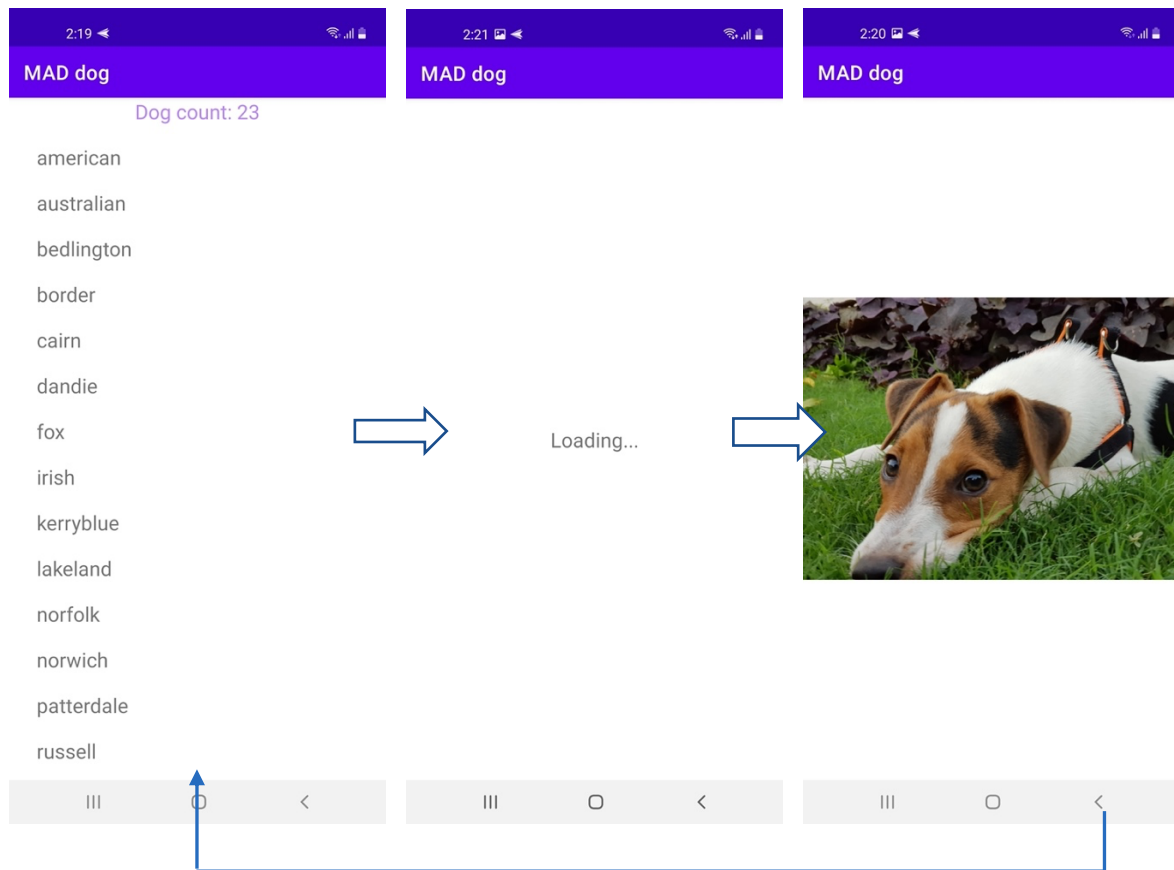 2:19
MAD dog
Dog count: 23
american
australian
bedlington
border
cairn
dandie
fox
irish
kerryblue
lakeland
norfolk
norwich
patterdale
russell
2:21
MAD dog
Loading...
2:20
MAD dog